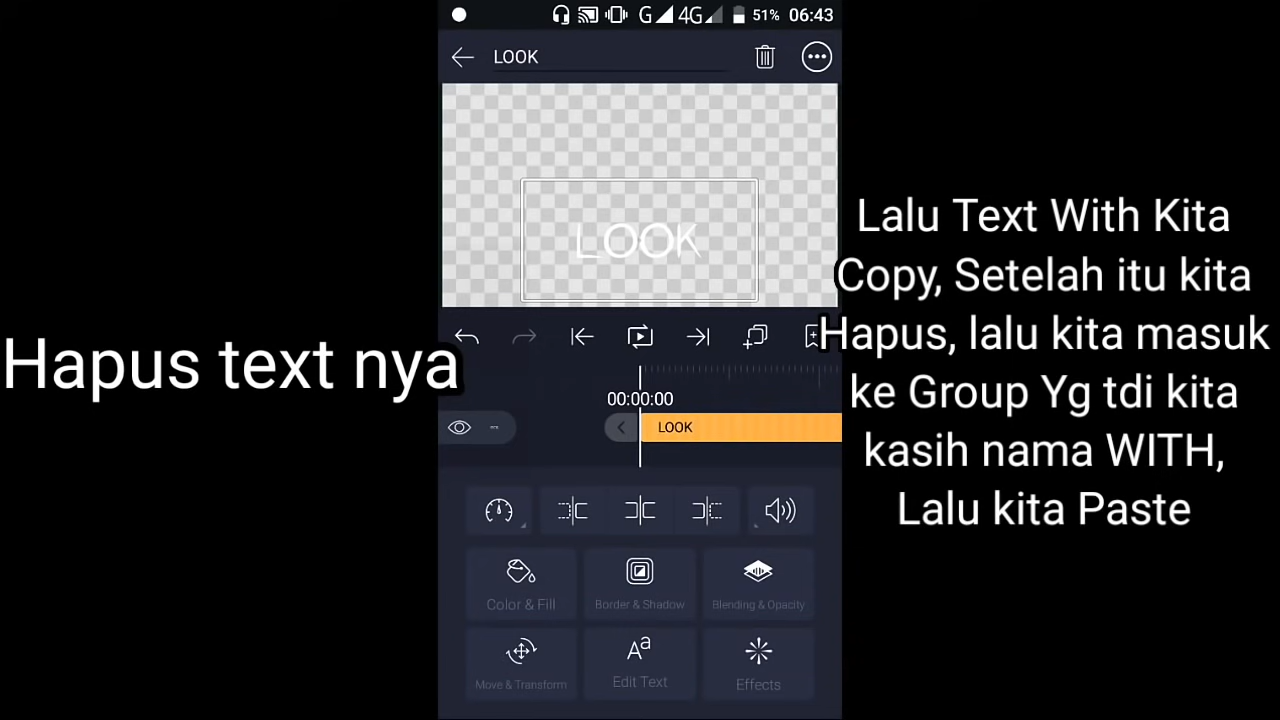 G 4G 51% 06:43
LOOK
LOOK
Hapus text nya
Lalu Text With Kita
Copy, Setelah itu kita
Hapus, lalu kita masuk
ke Group Yg tdi kita
kasih nama WITH,
Lalu kita Paste
00:00:00
LOOK
Color & Fill
Border & Shadow
Blending & Opacity
Move & Transform
Edit Text
Effects